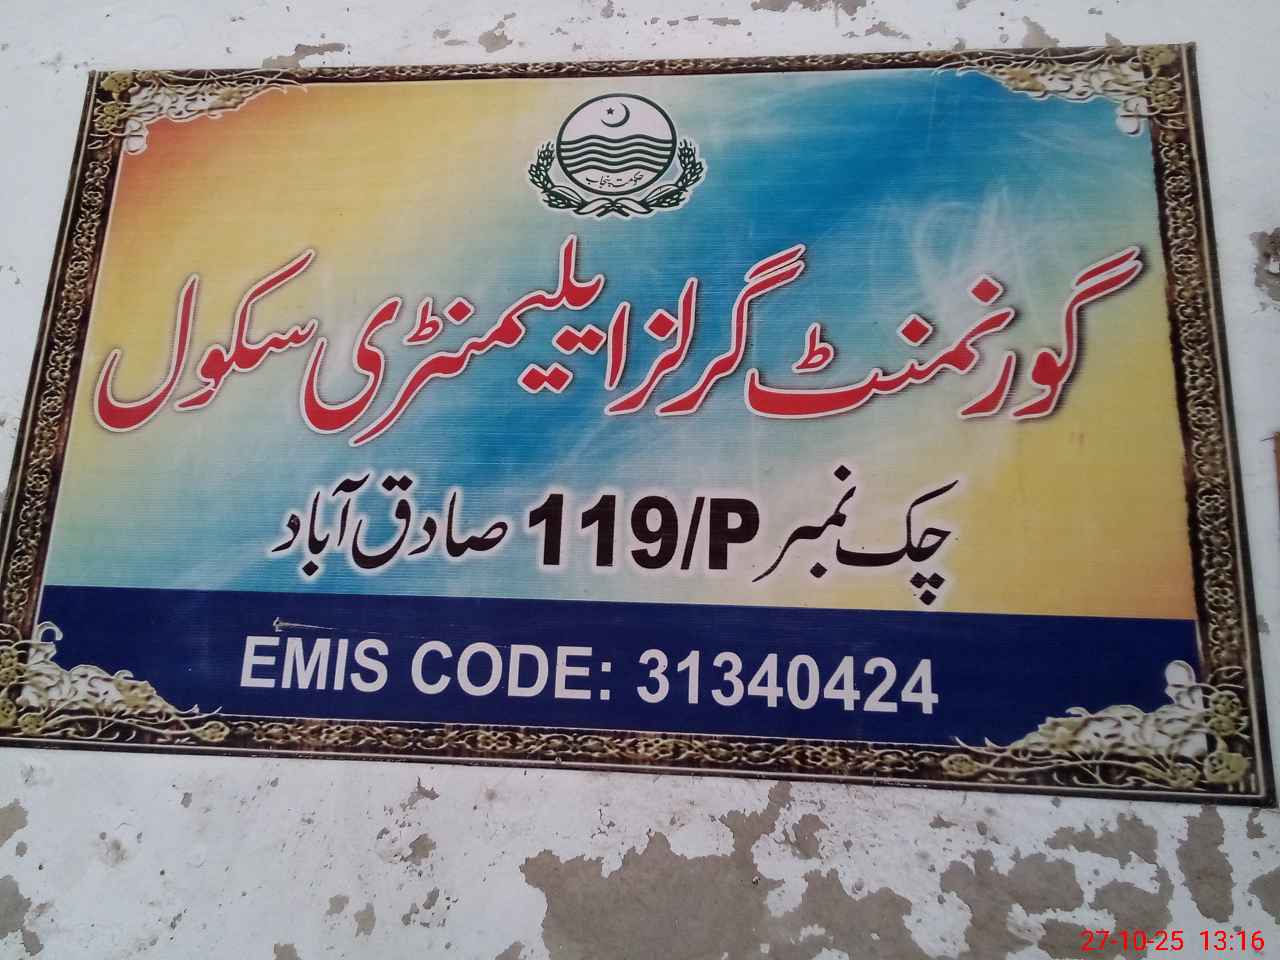 حکومت پنجاب
گورنمنٹ گرلز ایلیمنٹری سکول
چک نمبر 119/P صادق آباد
EMIS CODE: 31340424
27-10-25 13:16